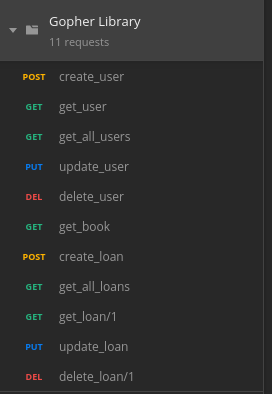 Gopher Library
11 requests
POST create_user
GET get_user
GET get_all_users
PUT update_user
DEL delete_user
GET get_book
POST create_loan
GET get_all_loans
GET get_loan/1
PUT update_loan
DEL delete_loan/1